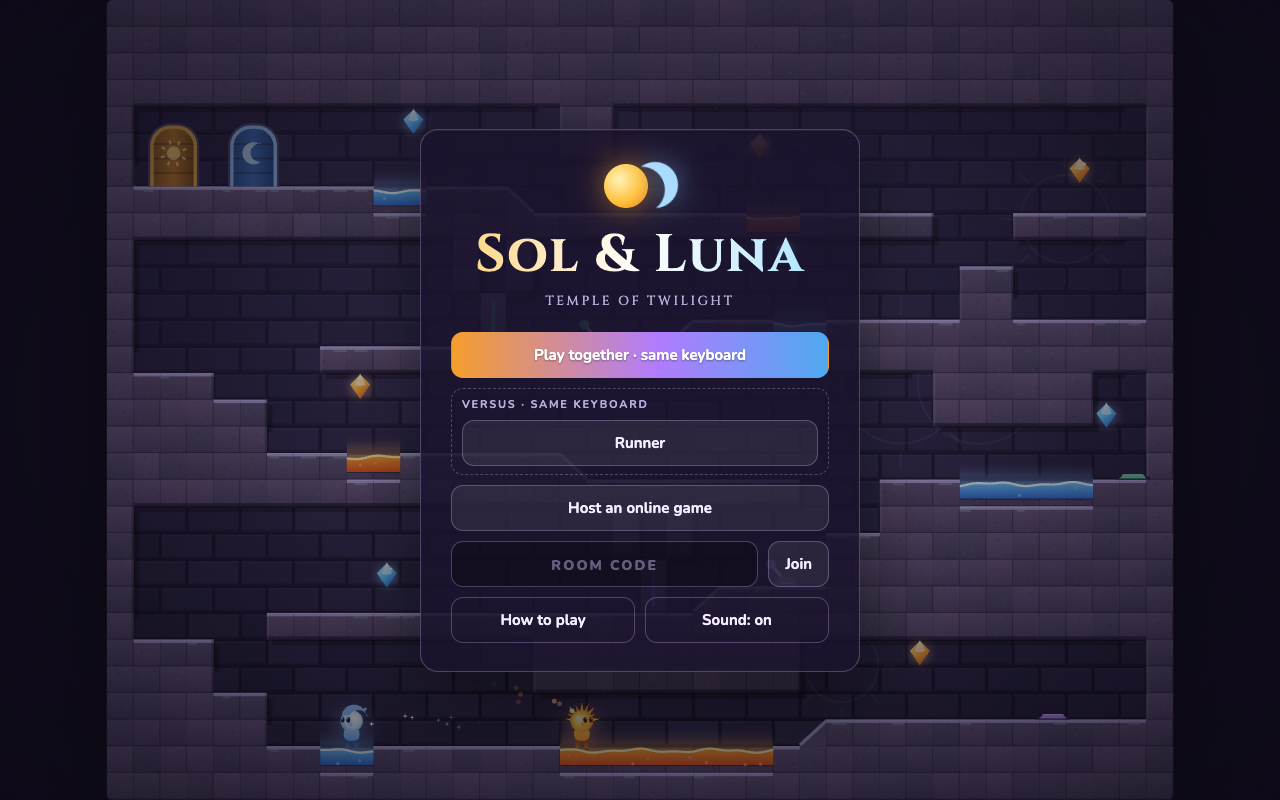 Sol & Luna
TEMPLE OF TWILIGHT
Play together · same keyboard
VERSUS · SAME KEYBOARD
Runner
Host an online game
ROOM CODE
Join
How to play
Sound: on